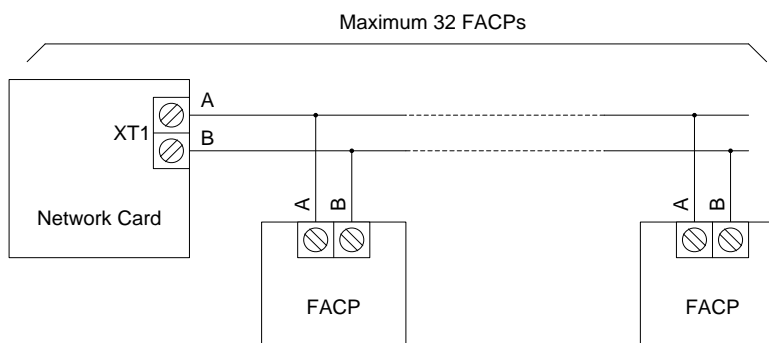 Maximum 32 FACPs
A
XT1
B
Network Card
A B
A B
FACP
FACP